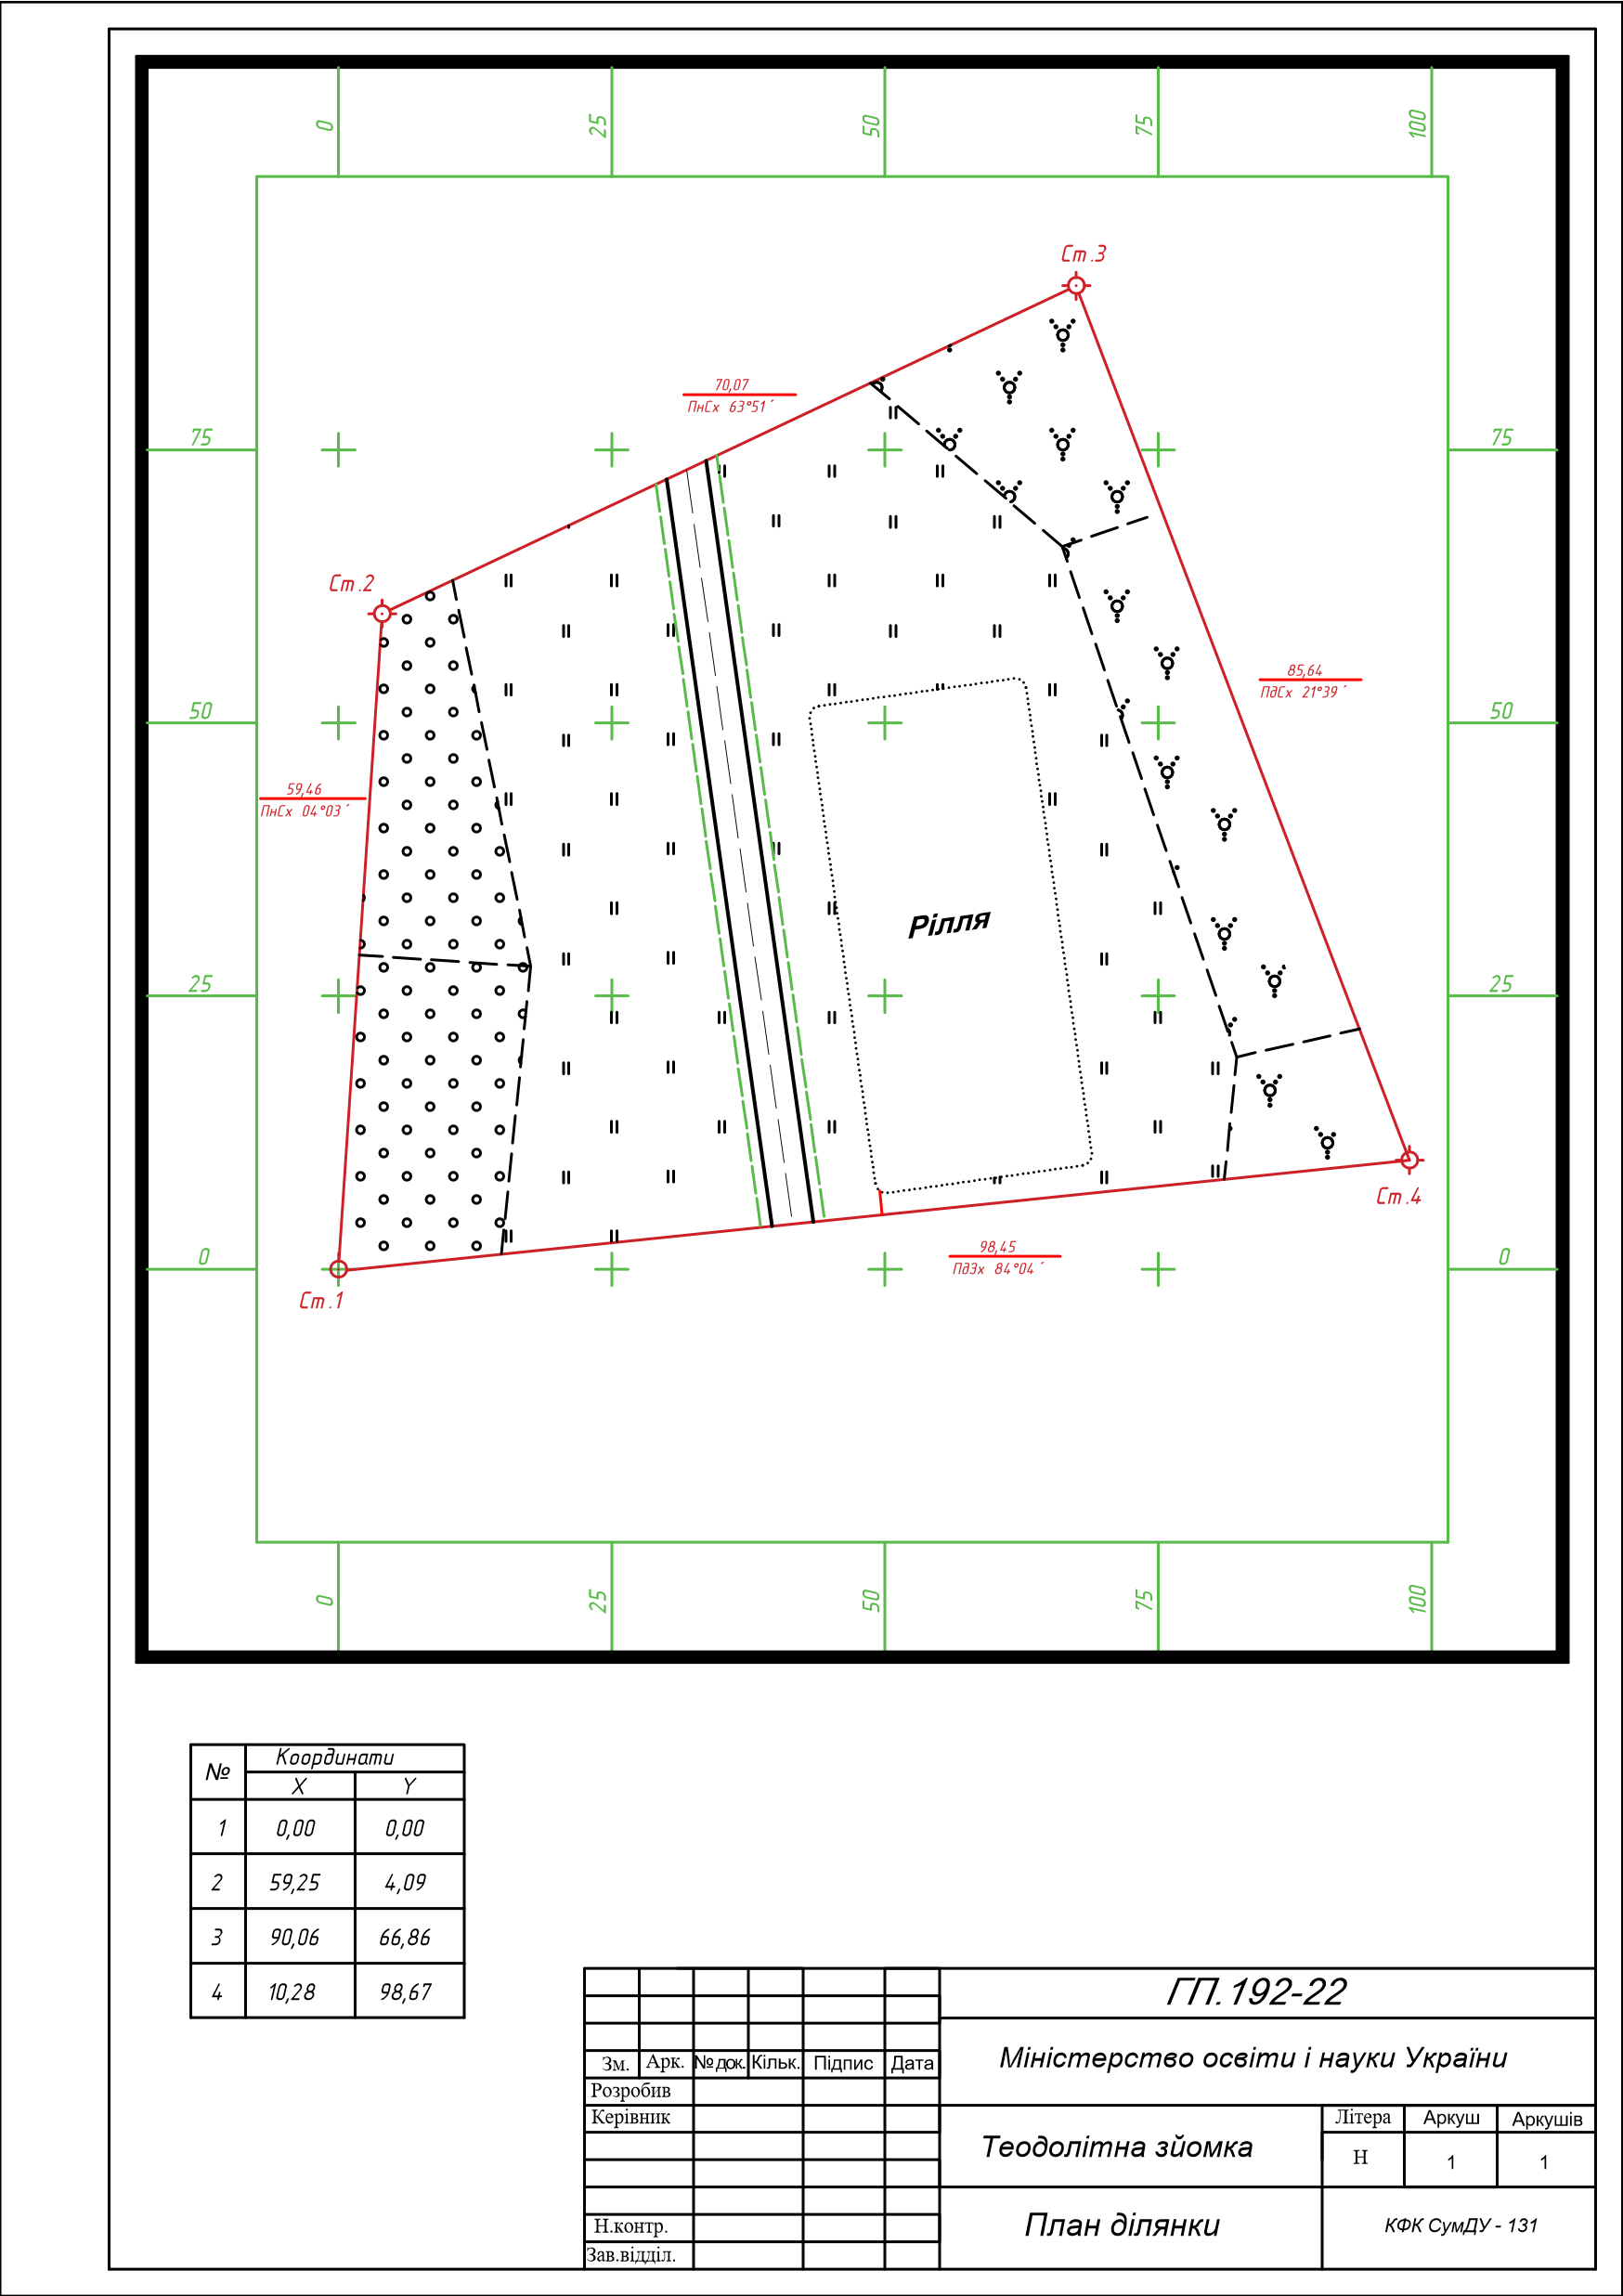 0 25 50 75 100
Ст.3
70,07
ПнСх 63°51´
75 75
Ст.2
85,64
ПдСх 21°39´
50 50
59,46
ПнСх 04°03´
Рілля
25 25
Ст.4
98,45
ПдЗх 84°04´
0 0
Ст.1
0 25 50 75 100
№ Координати
X Y
1 0,00 0,00
2 59,25 4,09
3 90,06 66,86
4 10,28 98,67
ГП.192-22
Зм. Арк. №док. Кільк. Підпис Дата
Міністерство освіти і науки України
Розробив
Керівник
Теодолітна зйомка
Літера Аркуш Аркушів
Н 1 1
План ділянки
КФК СумДУ - 131
Н.контр.
Зав.відділ.